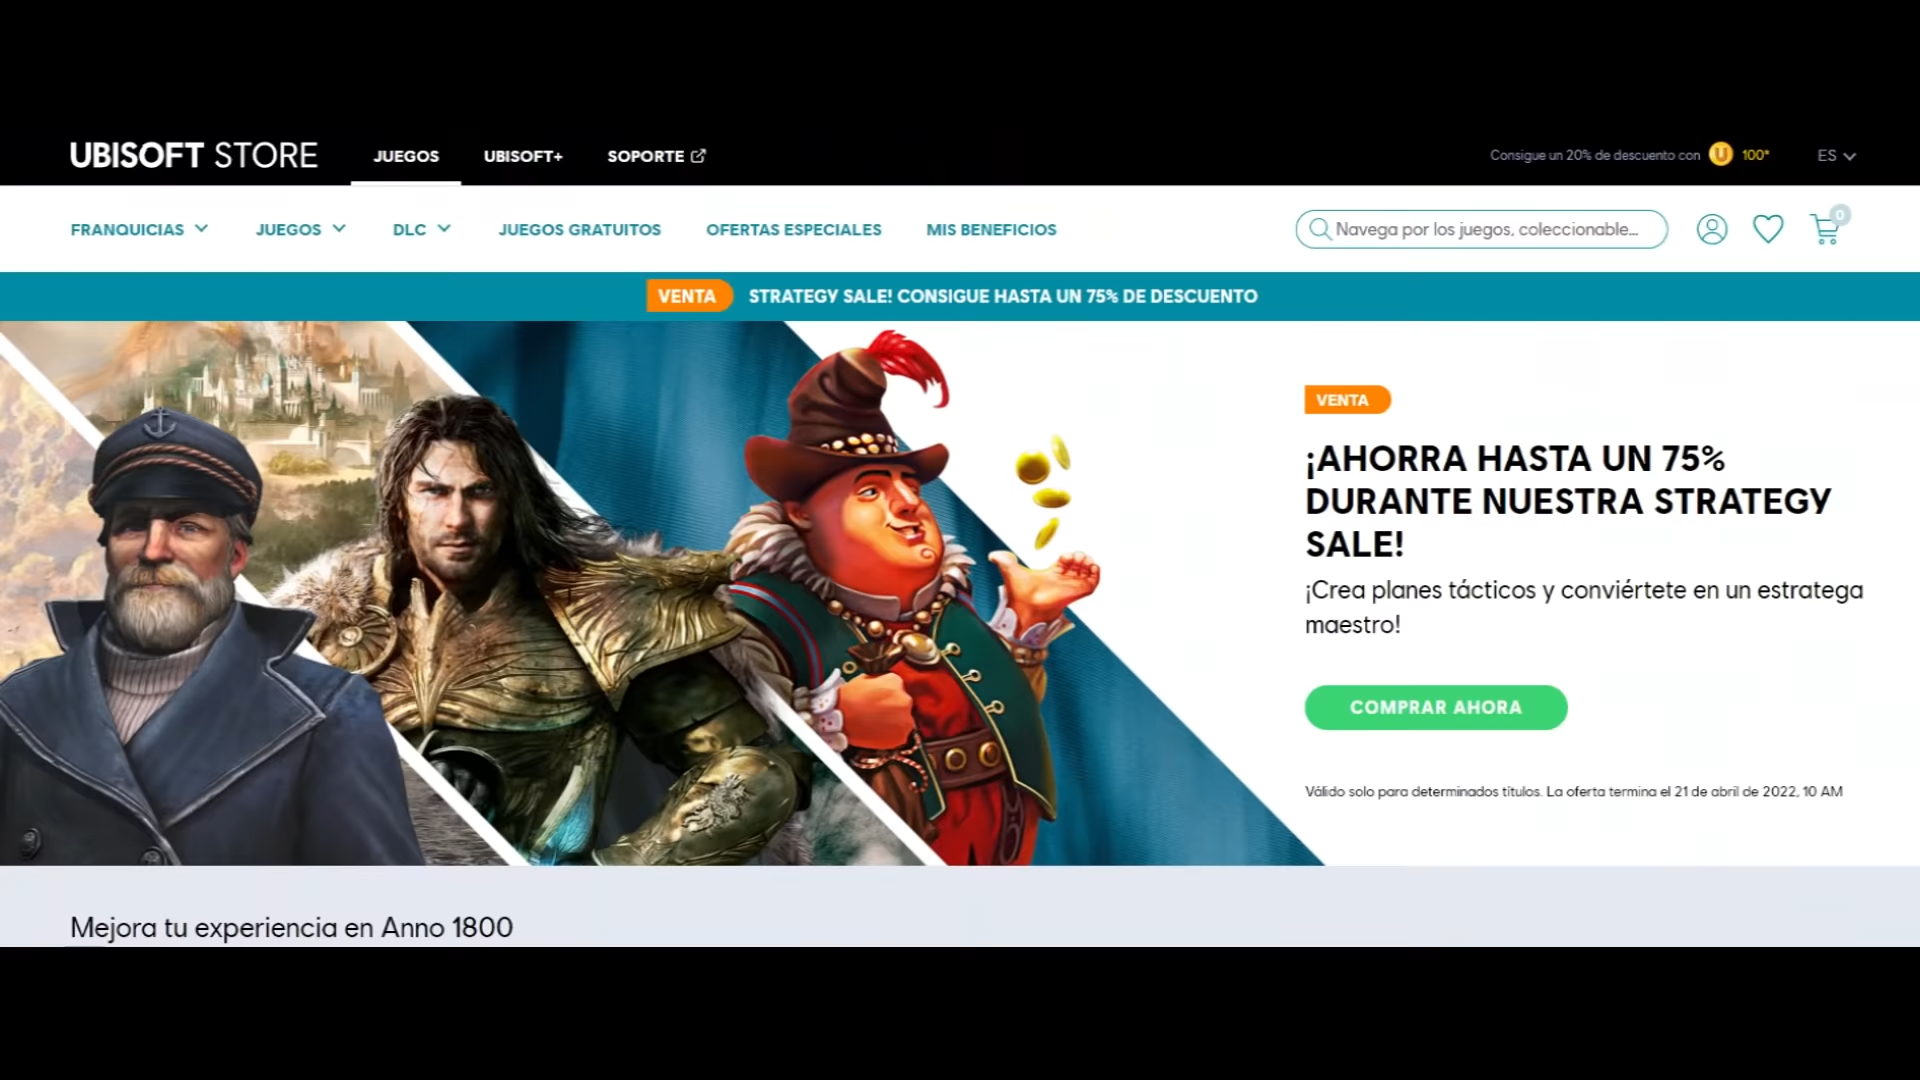 UBISOFT STORE
JUEGOS
UBISOFT+
SOPORTE
Consigue un 20% de descuento con
100*
ES
FRANQUICIAS
JUEGOS
DLC
JUEGOS GRATUITOS
OFERTAS ESPECIALES
MIS BENEFICIOS
Navega por los juegos, coleccionable...
0
VENTA
STRATEGY SALE! CONSIGUE HASTA UN 75% DE DESCUENTO
VENTA
¡AHORRA HASTA UN 75%
DURANTE NUESTRA STRATEGY
SALE!
¡Crea planes tácticos y conviértete en un estratega
maestro!
COMPRAR AHORA
Válido solo para determinados títulos. La oferta termina el 21 de abril de 2022, 10 AM
Mejora tu experiencia en Anno 1800